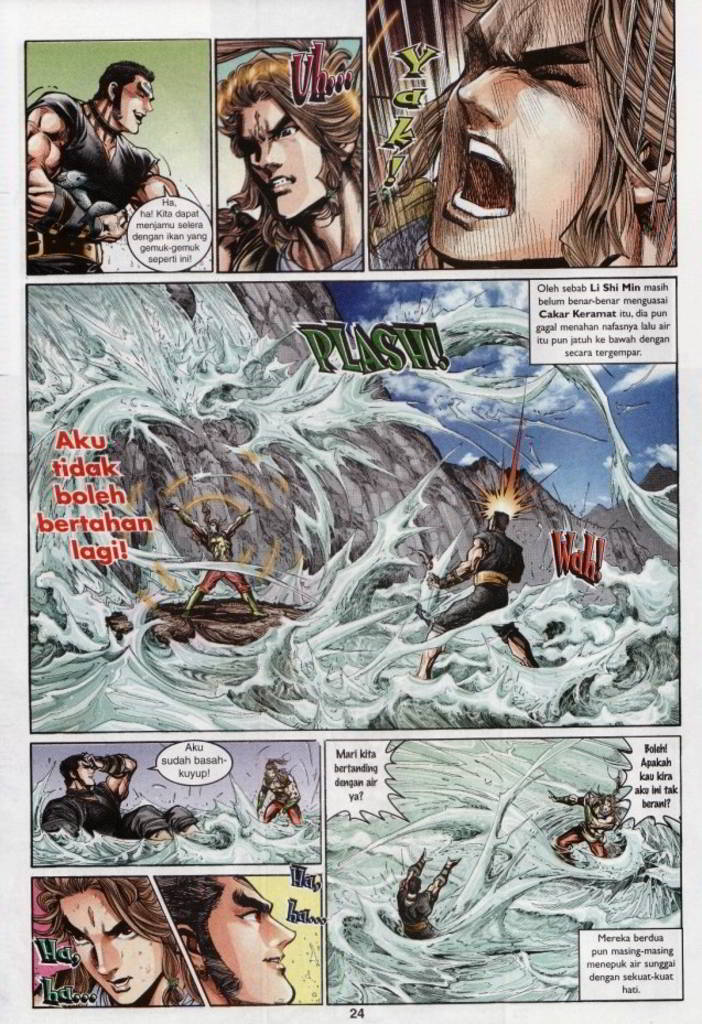 Ha,
ha! Kita dapat
menjamu selera
dengan ikan yang
gemuk-gemuk
seperti ini!
Uh...
Yak!
Oleh sebab Li Shi Min masih
belum benar-benar menguasai
Cakar Keramat itu, dia pun
gagal menahan nafasnya lalu air
itu pun jatuh ke bawah dengan
secara tergempar.
PLASH!
Aku
tidak
boleh
bertahan
lagi!
Wah!
Aku
sudah basah-
kuyup!
Mari kita
bertanding
dengan air
ya?
Boleh!
Apakah
kau kira
aku ini tak
berani?
Ha,
ha...
Ha,
ha...
Mereka berdua
pun masing-masing
menepuk air sunggai
dengan sekuat-kuat
hati.
24